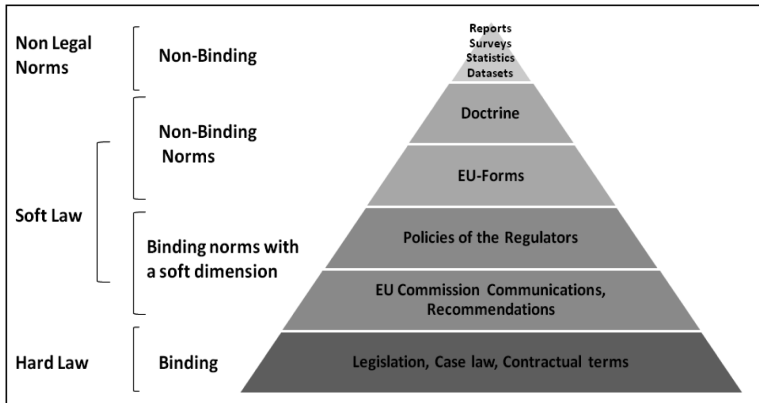 Non Legal
Norms
Non-Binding
Reports
Surveys
Statistics
Datasets
Non-Binding
Norms
Doctrine
EU-Forms
Soft Law
Binding norms with
a soft dimension
Policies of the Regulators
EU Commission Communications,
Recommendations
Hard Law
Binding
Legislation, Case law, Contractual terms